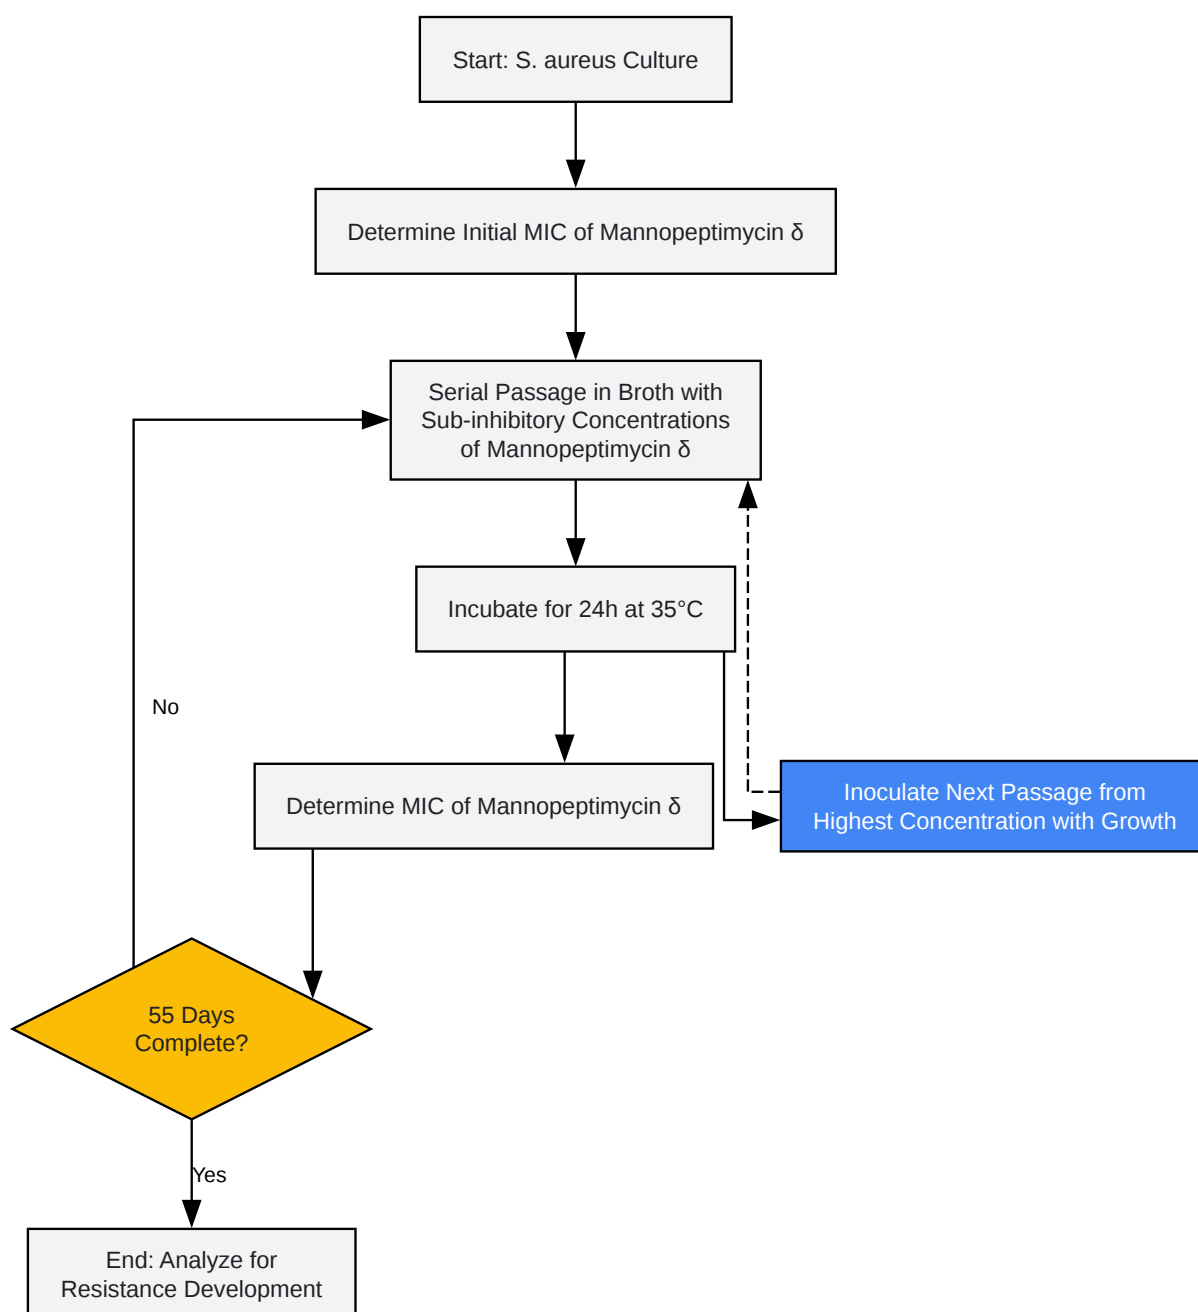 Start: S. aureus Culture
Determine Initial MIC of Mannopeptimycin δ
Serial Passage in Broth with
Sub-inhibitory Concentrations
of Mannopeptimycin δ
Incubate for 24h at 35°C
No
Determine MIC of Mannopeptimycin δ
Inoculate Next Passage from
Highest Concentration with Growth
55 Days
Complete?
Yes
End: Analyze for
Resistance Development